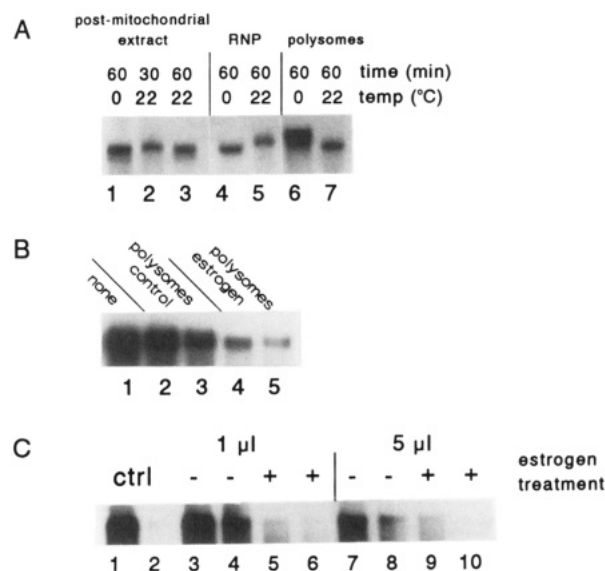 A
post-mitochondrial
extract
RNP
polysomes
60 30 60 60 60 60 60 time (min)
0 22 22 0 22 0 22 temp (°C)
1 2 3 4 5 6 7
B
none
polysomes
control
polysomes
estrogen
1 2 3 4 5
C
1 µl 5 µl
ctrl - - + + - - + + estrogen
treatment
1 2 3 4 5 6 7 8 9 10